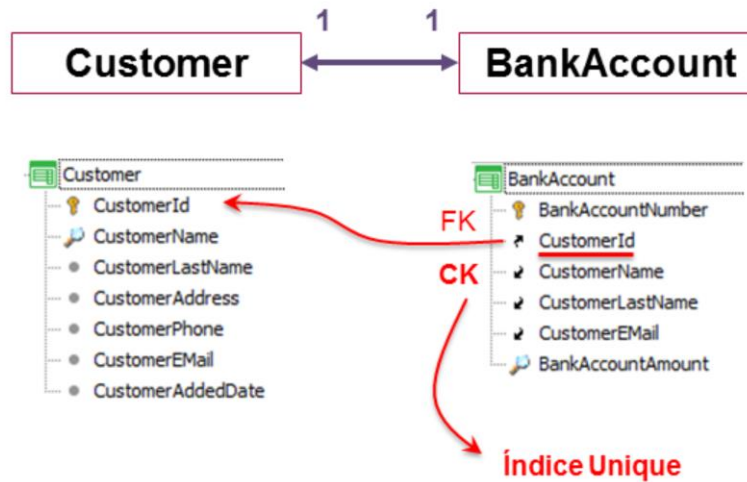 1 1
Customer BankAccount
Customer
CustomerId
CustomerName
CustomerLastName
CustomerAddress
CustomerPhone
CustomerEMail
CustomerAddedDate
FK
CK
BankAccount
BankAccountNumber
CustomerId
CustomerName
CustomerLastName
CustomerEMail
BankAccountAmount
Índice Unique